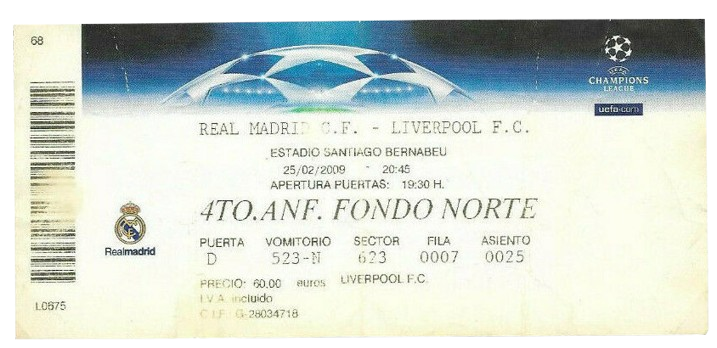 68
UEFA
CHAMPIONS
LEAGUE
uefa.com
REAL MADRID C.F. - LIVERPOOL F.C.
ESTADIO SANTIAGO BERNABEU
25/02/2009 - 20:45
APERTURA PUERTAS: 19:30 H.
4TO.ANF. FONDO NORTE
Realmadrid
PUERTA VOMITORIO SECTOR FILA ASIENTO
D 523-N 623 0007 0025
PRECIO: 60.00 euros LIVERPOOL F.C.
I.V.A. incluido
C.I.F.: G-28034718
L0675